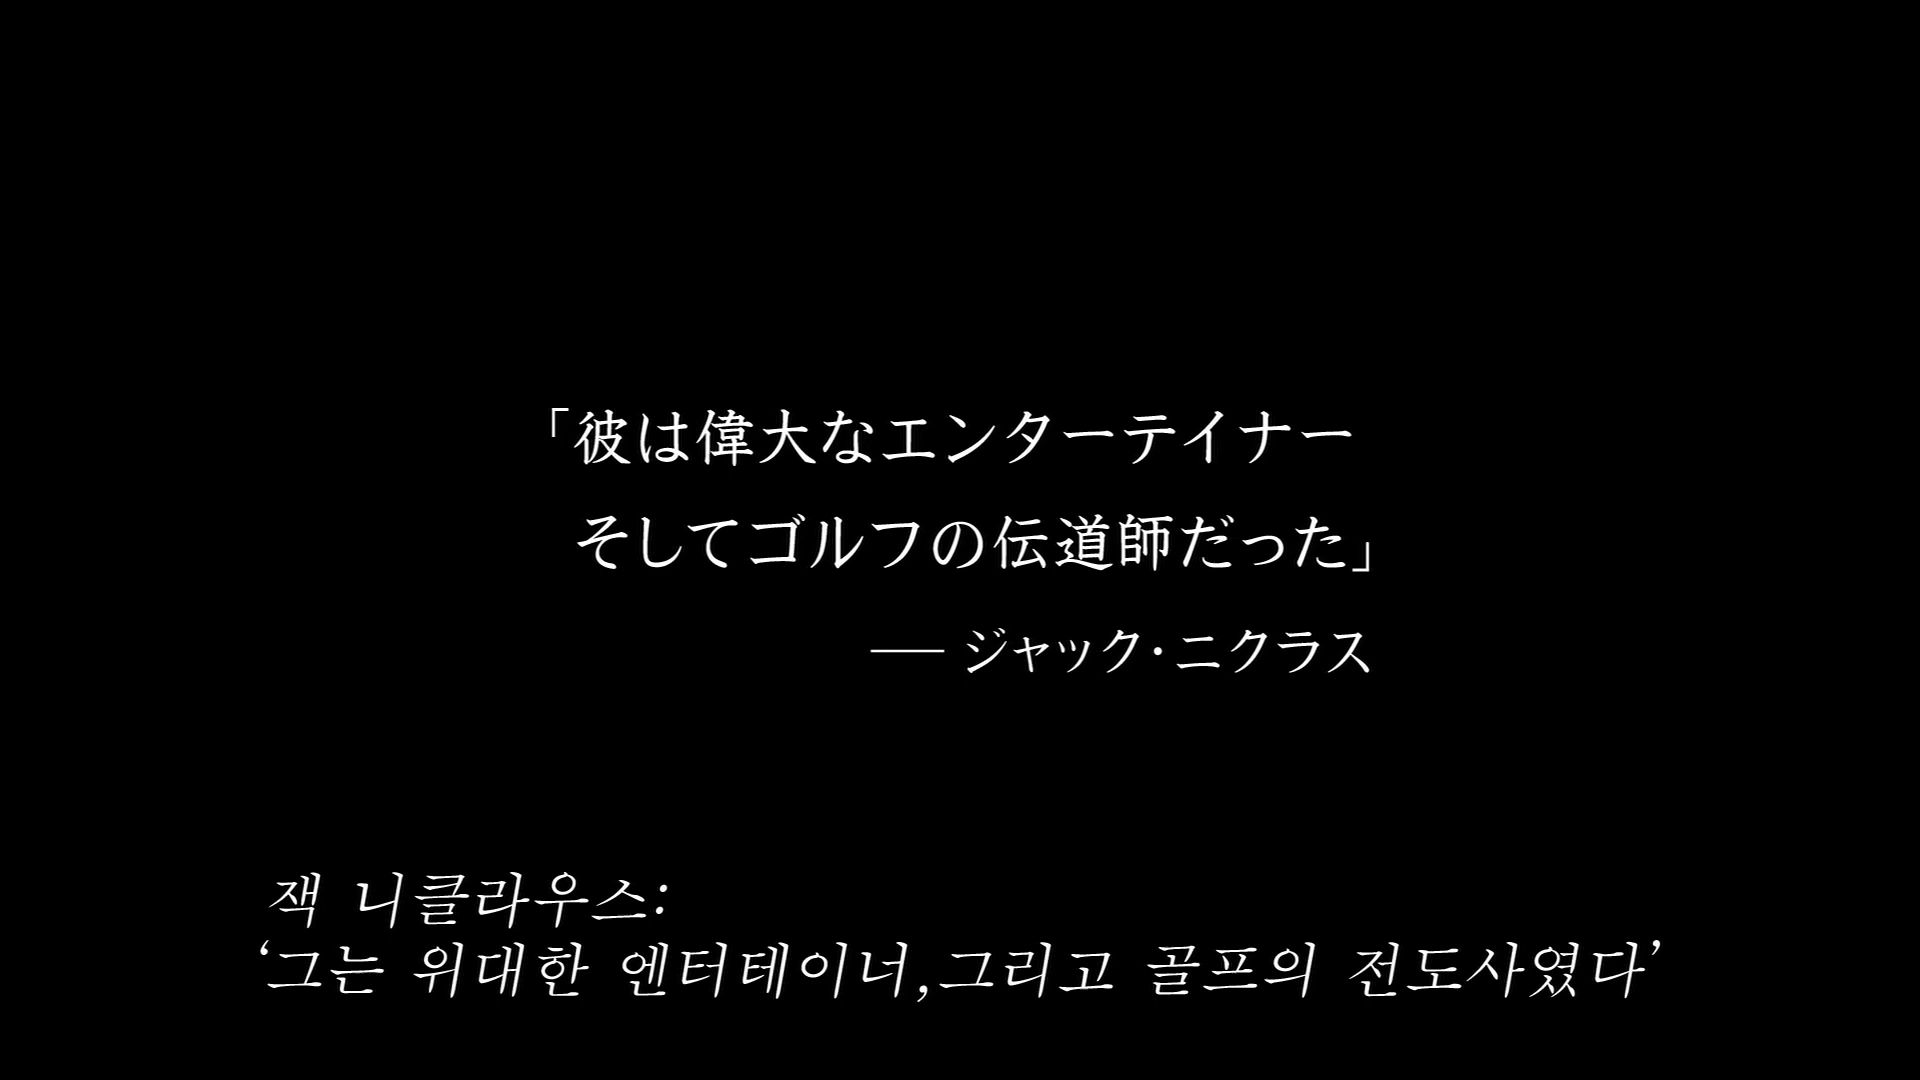 「彼は偉大なエンターテイナー
そしてゴルフの伝道師だった」
── ジャック・ニクラス
잭 니클라우스:
‘그는 위대한 엔터테이너,그리고 골프의 전도사였다’